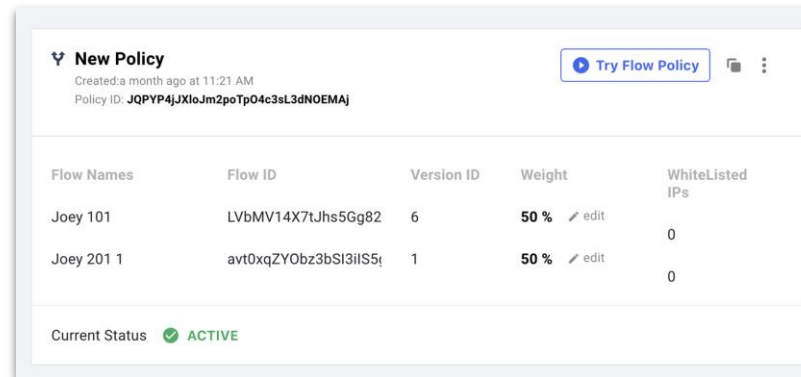 New Policy
Created:a month ago at 11:21 AM
Policy ID: JQPYP4jJXloJm2poTpO4c3sL3dNOEMAj
Try Flow Policy
Flow Names Flow ID Version ID Weight WhiteListed IPs
Joey 101 LVbMV14X7tJhs5Gg82 6 50 % edit 0
Joey 201 1 avt0xqZYObz3bSI3iIS5 1 50 % edit 0
Current Status ACTIVE